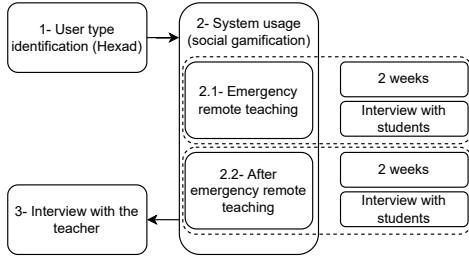 1- User type
identification (Hexad)
2- System usage
(social gamification)
2.1- Emergency
remote teaching
2 weeks
Interview with
students
2.2- After
emergency remote
teaching
2 weeks
Interview with
students
3- Interview with the
teacher